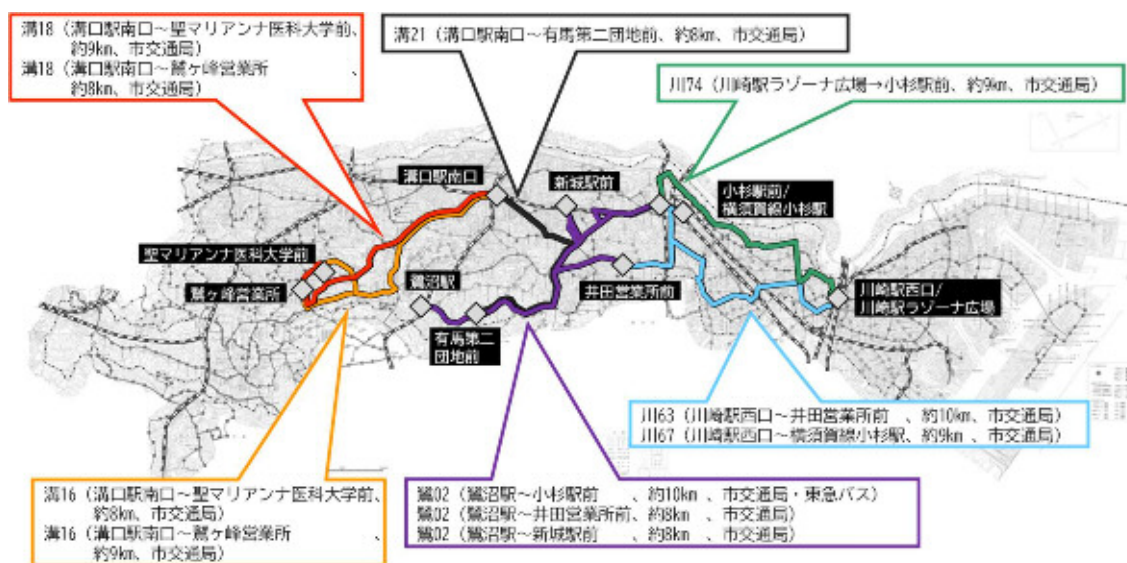 溝18（溝口駅南口～聖マリアンナ医科大学前、
約9km、市交通局）
溝18（溝口駅南口～鷲ヶ峰営業所　、
約8km、市交通局）
溝21（溝口駅南口～有馬第二団地前、約8km、市交通局）
川74（川崎駅ラゾーナ広場→小杉駅前、約9km、市交通局）
溝口駅南口
新城駅前
小杉駅前/
横須賀線小杉駅
聖マリアンナ医科大学前
鷲ヶ峰営業所
鷺沼駅
有馬第二
団地前
井田営業所前
川崎駅西口/
川崎駅ラゾーナ広場
川63（川崎駅西口～井田営業所前　、約10km、市交通局）
川67（川崎駅西口～横須賀線小杉駅、約9km　、市交通局）
溝16（溝口駅南口～聖マリアンナ医科大学前、
約8km、市交通局）
溝16（溝口駅南口～鷲ヶ峰営業所　、
約9km、市交通局）
鷺02（鷺沼駅～小杉駅前　、約10km　、市交通局・東急バス）
鷺02（鷺沼駅～井田営業所前、約8km　、市交通局）
鷺02（鷺沼駅～新城駅前　、約8km　、市交通局）